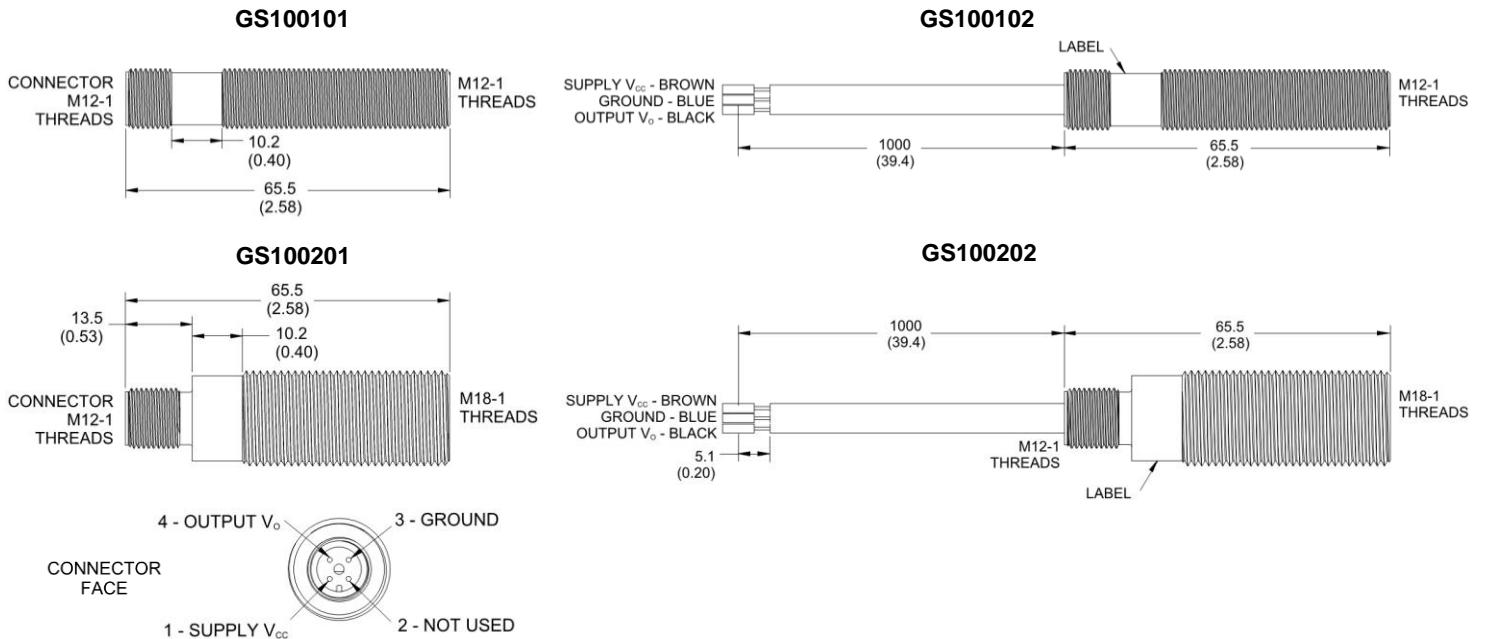 GS100101
CONNECTOR
M12-1
THREADS
M12-1
THREADS
10.2
(0.40)
65.5
(2.58)
GS100102
LABEL
SUPPLY Vcc - BROWN
GROUND - BLUE
OUTPUT Vo - BLACK
M12-1
THREADS
1000
(39.4)
65.5
(2.58)
GS100201
65.5
(2.58)
13.5
(0.53)
10.2
(0.40)
CONNECTOR
M12-1
THREADS
M18-1
THREADS
GS100202
1000
(39.4)
65.5
(2.58)
SUPPLY Vcc - BROWN
GROUND - BLUE
OUTPUT Vo - BLACK
M18-1
THREADS
5.1
(0.20)
M12-1
THREADS
LABEL
4 - OUTPUT Vo
3 - GROUND
CONNECTOR
FACE
1 - SUPPLY Vcc
2 - NOT USED